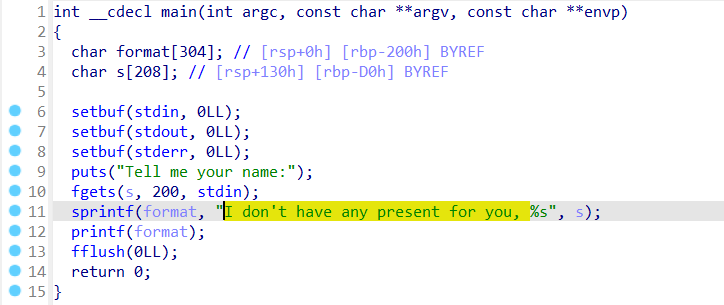 1 int __cdecl main(int argc, const char **argv, const char **envp)
2 {
3 char format[304]; // [rsp+0h] [rbp-200h] BYREF
4 char s[208]; // [rsp+130h] [rbp-D0h] BYREF
5
6 setbuf(stdin, 0LL);
7 setbuf(stdout, 0LL);
8 setbuf(stderr, 0LL);
9 puts("Tell me your name:");
10 fgets(s, 200, stdin);
11 sprintf(format, "I don't have any present for you, %s", s);
12 printf(format);
13 fflush(0LL);
14 return 0;
15 }